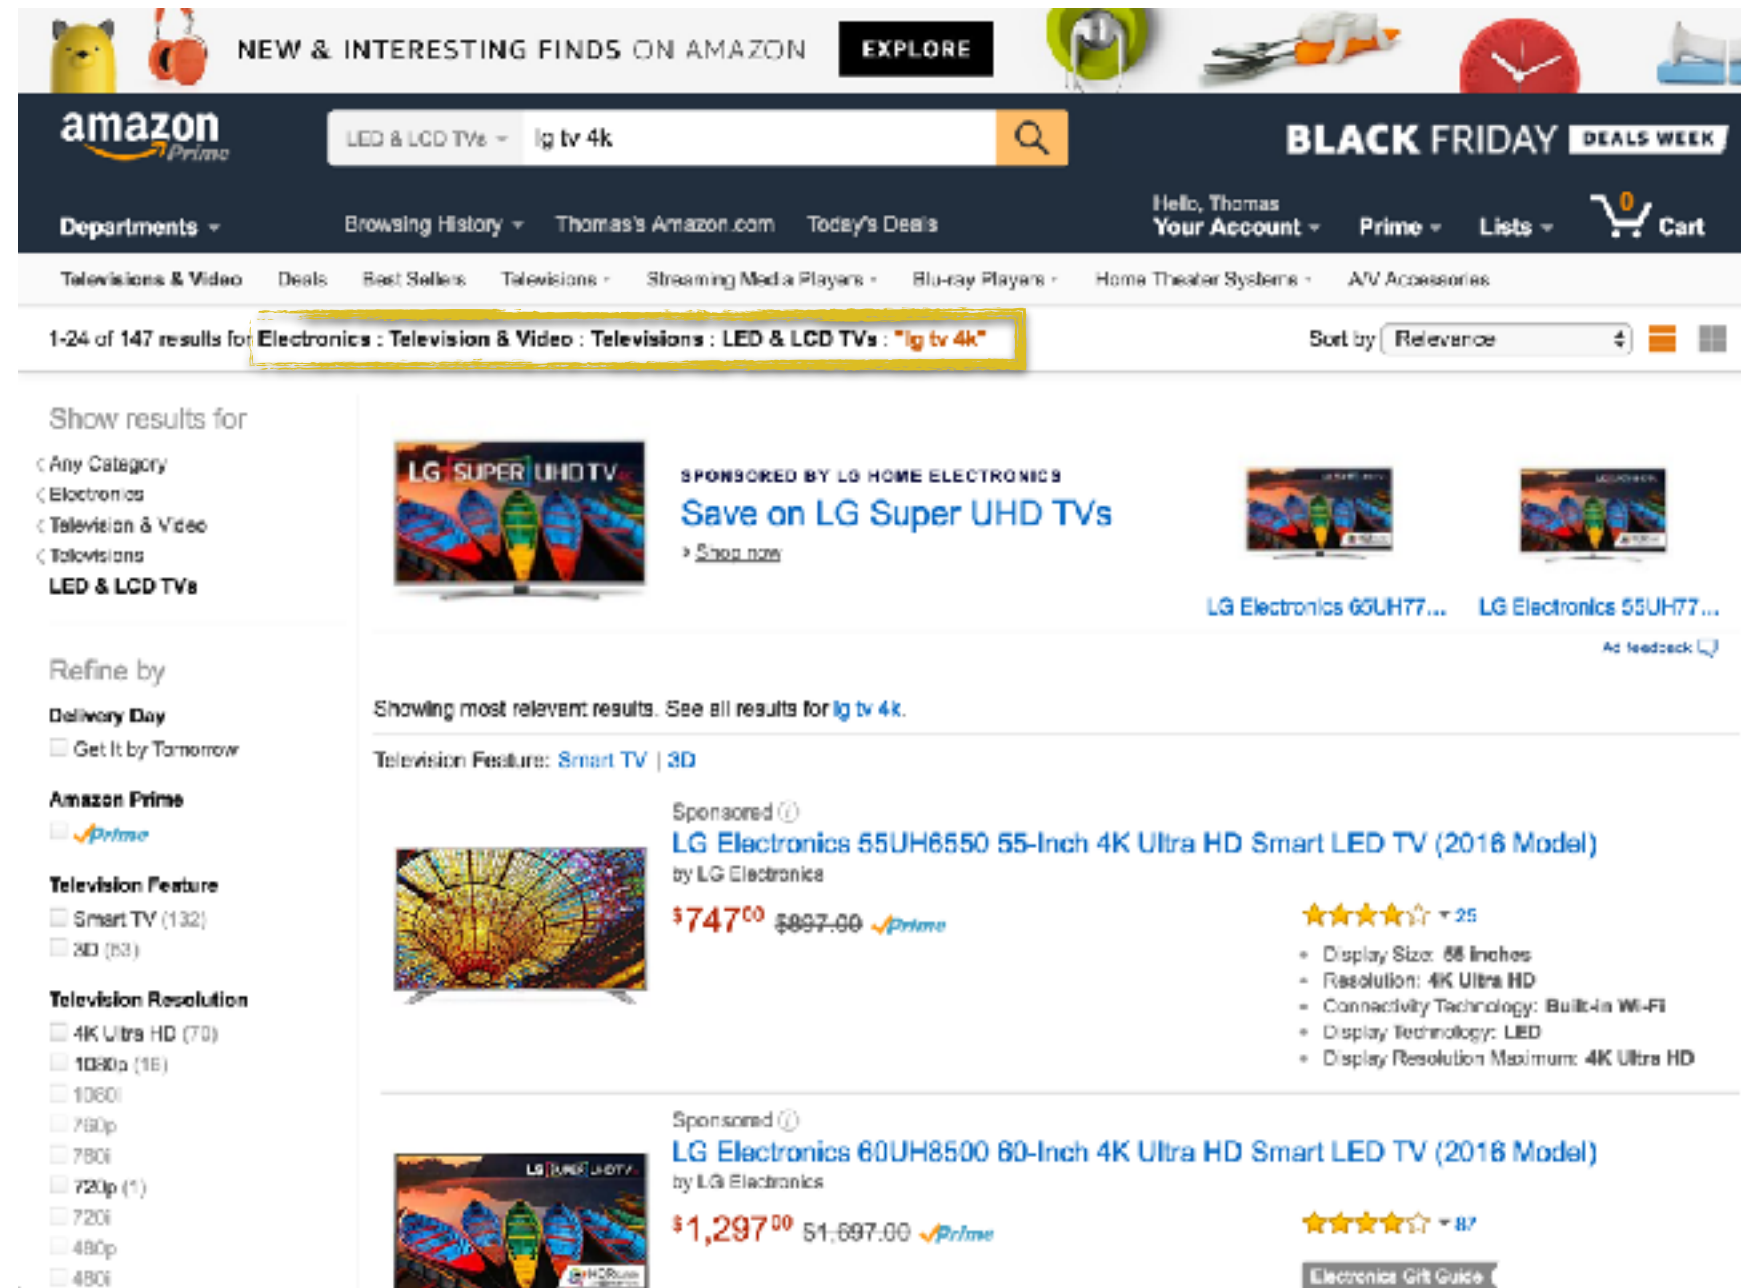 NEW & INTERESTING FINDS ON AMAZON EXPLORE
amazon Prime
LED & LCD TVs
lg tv 4k
BLACK FRIDAY DEALS WEEK
Departments
Browsing History
Thomas's Amazon.com
Today's Deals
Hello, Thomas
Your Account
Prime
Lists
0 Cart
Televisions & Video Deals Best Sellers Televisions Streaming Media Players Blu-ray Players Home Theater Systems A/V Accessories
1-24 of 147 results for Electronics : Television & Video : Televisions : LED & LCD TVs : "lg tv 4k"
Sort by Relevance
Show results for
Any Category
Electronics
Television & Video
Televisions
LED & LCD TVs
Refine by
Delivery Day
Get It by Tomorrow
Amazon Prime
Prime
Television Feature
Smart TV (132)
3D
Television Resolution
4K Ultra HD (70)
1080p (16)
1080i
720p (1)
720i
480p
480i
LG SUPER UHD TV
SPONSORED BY LG HOME ELECTRONICS
Save on LG Super UHD TVs
Shop now
LG Electronics 65UH77...
LG Electronics 55UH77...
Ad feedback
Showing most relevant results. See all results for lg tv 4k.
Television Feature: Smart TV | 3D
Sponsored
LG Electronics 55UH6550 55-Inch 4K Ultra HD Smart LED TV (2016 Model)
by LG Electronics
$747.00 $897.00 Prime
25
Display Size: 55 inches
Resolution: 4K Ultra HD
Connectivity Technology: Built-in Wi-Fi
Display Technology: LED
Display Resolution Maximum: 4K Ultra HD
Sponsored
LG Electronics 60UH8500 60-Inch 4K Ultra HD Smart LED TV (2016 Model)
by LG Electronics
$1,297.00 $1,697.00 Prime
87
Electronics Gift Guide
LG SUPER UHD TV